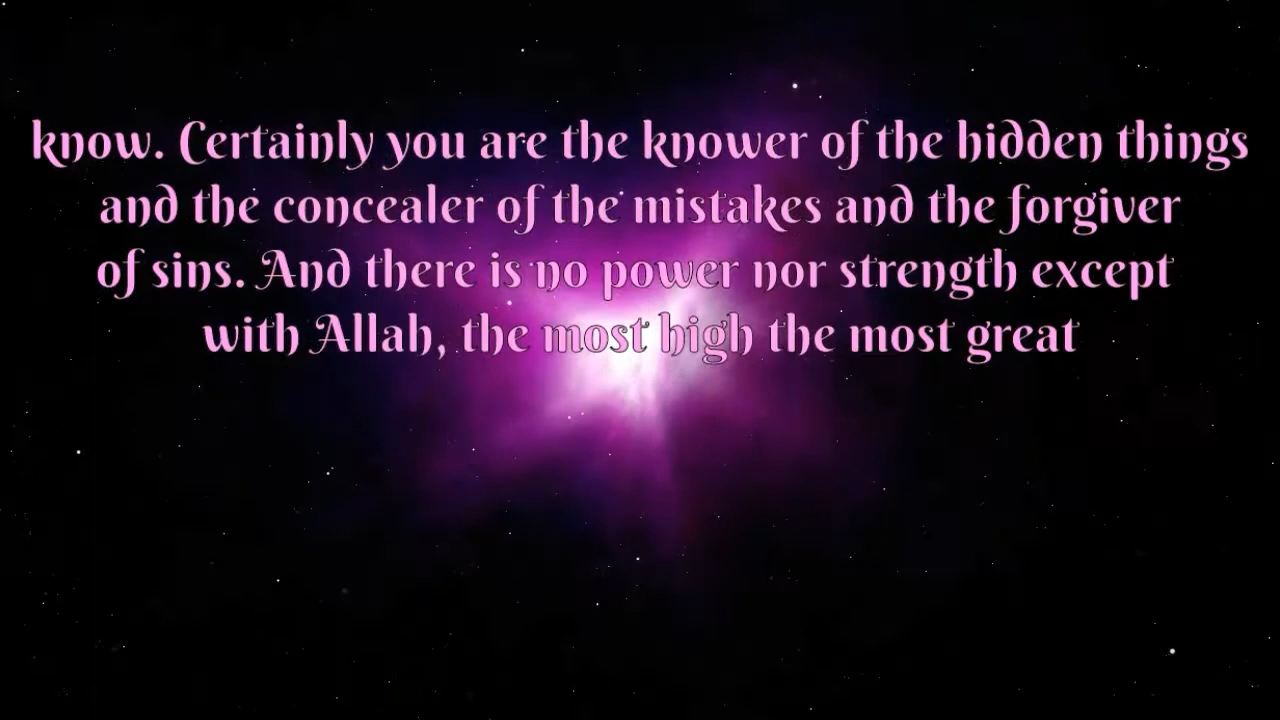 know. Certainly you are the knower of the hidden things
and the concealer of the mistakes and the forgiver
of sins. And there is no power nor strength except
with Allah, the most high the most great